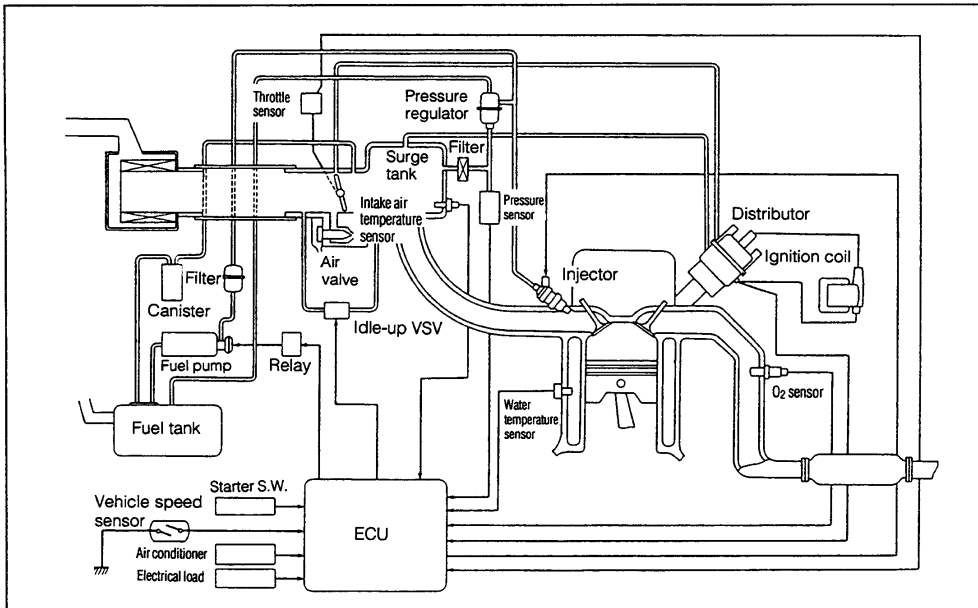 Throttle
sensor
Pressure
regulator
Filter
Surge
tank
Intake air
temperature
sensor
Pressure
sensor
Distributor
Ignition coil
Injector
Air
valve
Filter
Canister
Idle-up VSV
Fuel pump
Relay
O2 sensor
Water
temperature
sensor
Fuel tank
Starter S.W.
Vehicle speed
sensor
ECU
Air conditioner
Electrical load